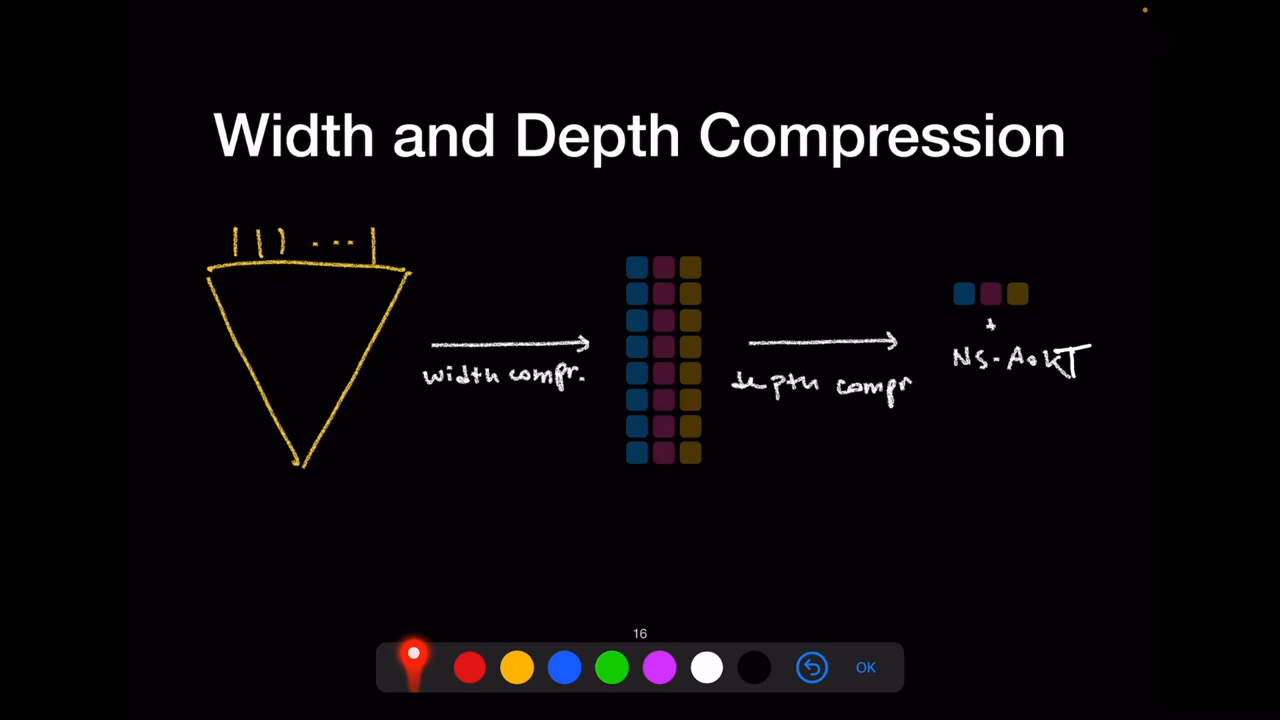 Width and Depth Compression
width compr.
depth compr
+
NS-AoKT
16
OK